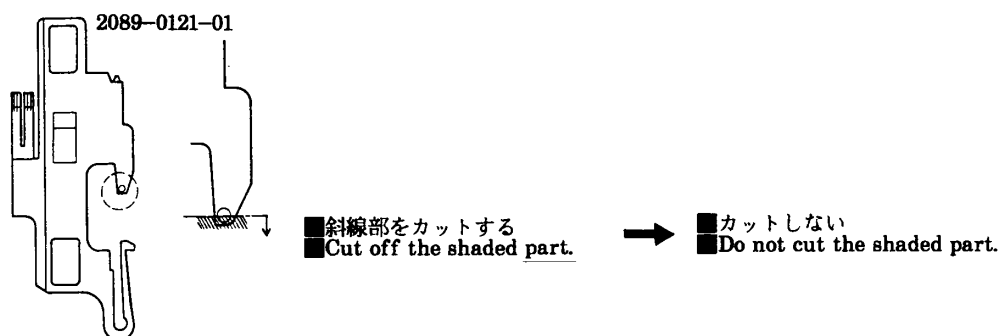 2089-0121-01
■斜線部をカットする
■Cut off the shaded part.
■カットしない
■Do not cut the shaded part.